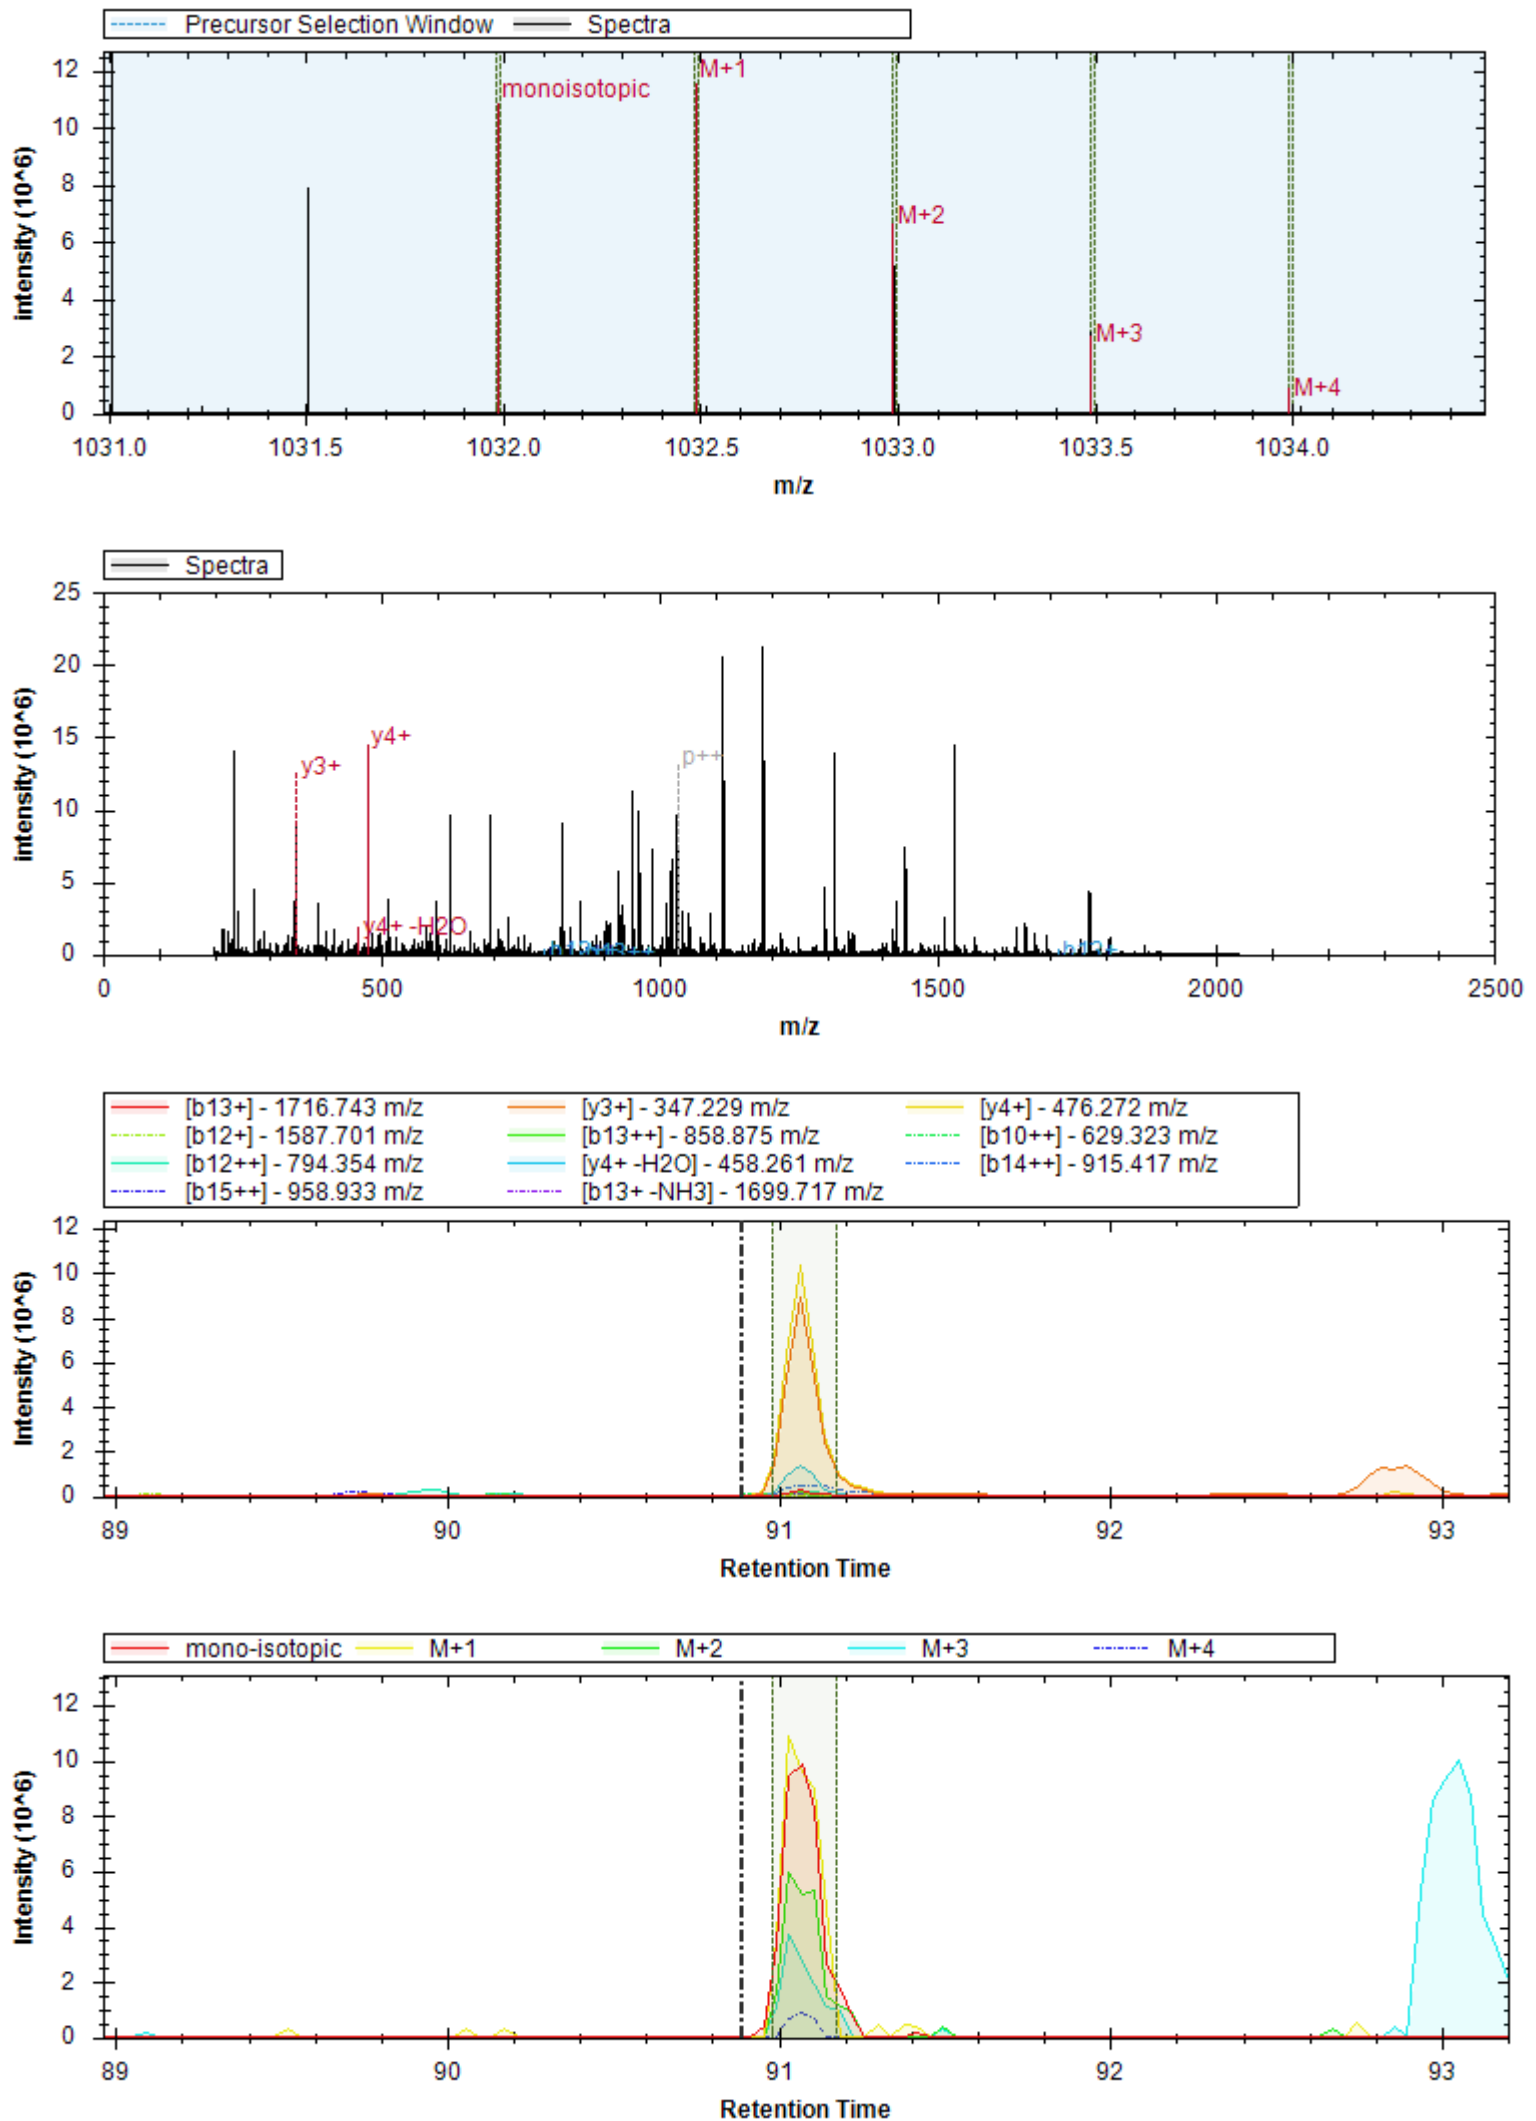 Precursor Selection Window Spectra
12
10
8
6
4
2
0
intensity (10^6)
monoisotopic
M+1
M+2
M+3
M+4
1031.0 1031.5 1032.0 1032.5 1033.0 1033.5 1034.0
m/z
Spectra
25
20
15
10
5
0
intensity (10^6)
y3+
y4+
y4+ -H2O
p++
b12+
0 500 1000 1500 2000 2500
m/z
[b13+] - 1716.743 m/z [y3+] - 347.229 m/z [y4+] - 476.272 m/z
[b12+] - 1587.701 m/z [b13++] - 858.875 m/z [b10++] - 629.323 m/z
[b12++] - 794.354 m/z [y4+ -H2O] - 458.261 m/z [b14++] - 915.417 m/z
[b15++] - 958.933 m/z [b13+ -NH3] - 1699.717 m/z
12
10
8
6
4
2
0
Intensity (10^6)
89 90 91 92 93
Retention Time
mono-isotopic M+1 M+2 M+3 M+4
12
10
8
6
4
2
0
Intensity (10^6)
89 90 91 92 93
Retention Time